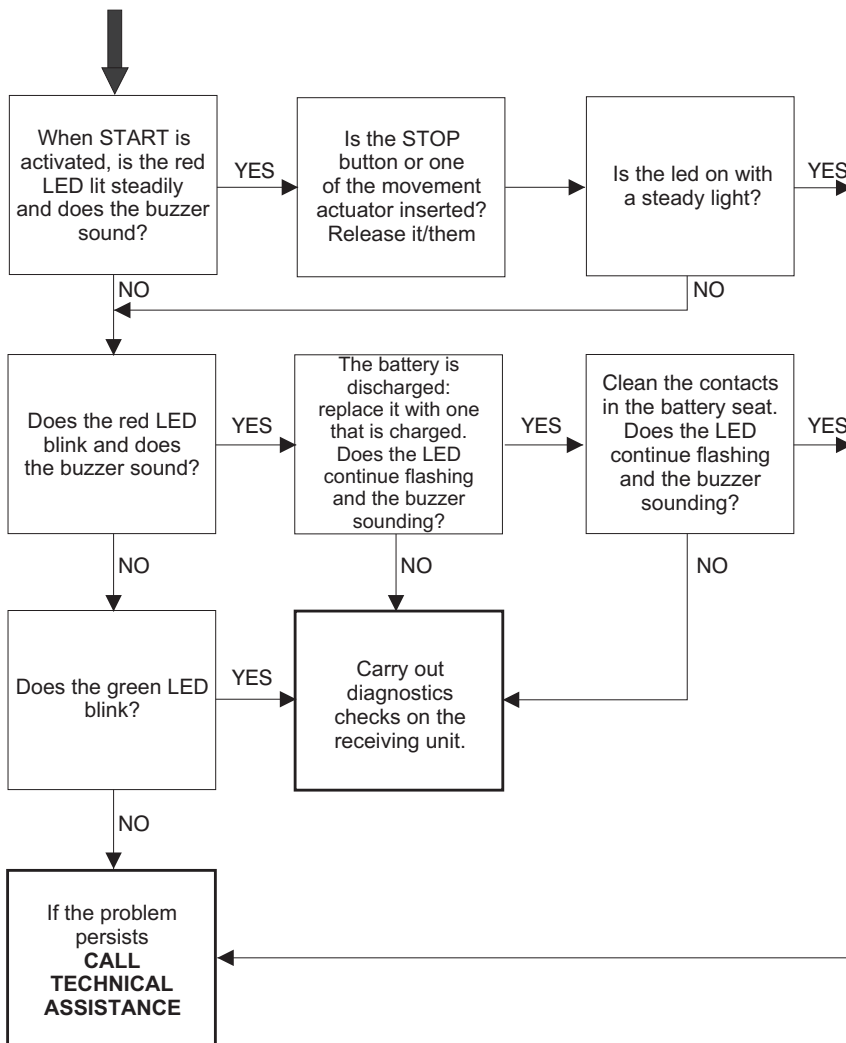 When START is
activated, is the red
LED lit steadily
and does the buzzer
sound?
YES
Is the STOP
button or one
of the movement
actuator inserted?
Release it/them
Is the led on with
a steady light?
YES
NO
NO
Does the red LED
blink and does
the buzzer sound?
YES
The battery is
discharged:
replace it with one
that is charged.
Does the LED
continue flashing
and the buzzer
sounding?
YES
Clean the contacts
in the battery seat.
Does the LED
continue flashing
and the buzzer
sounding?
YES
NO
NO
NO
Does the green LED
blink?
YES
Carry out
diagnostics
checks on the
receiving unit.
NO
If the problem
persists
CALL
TECHNICAL
ASSISTANCE